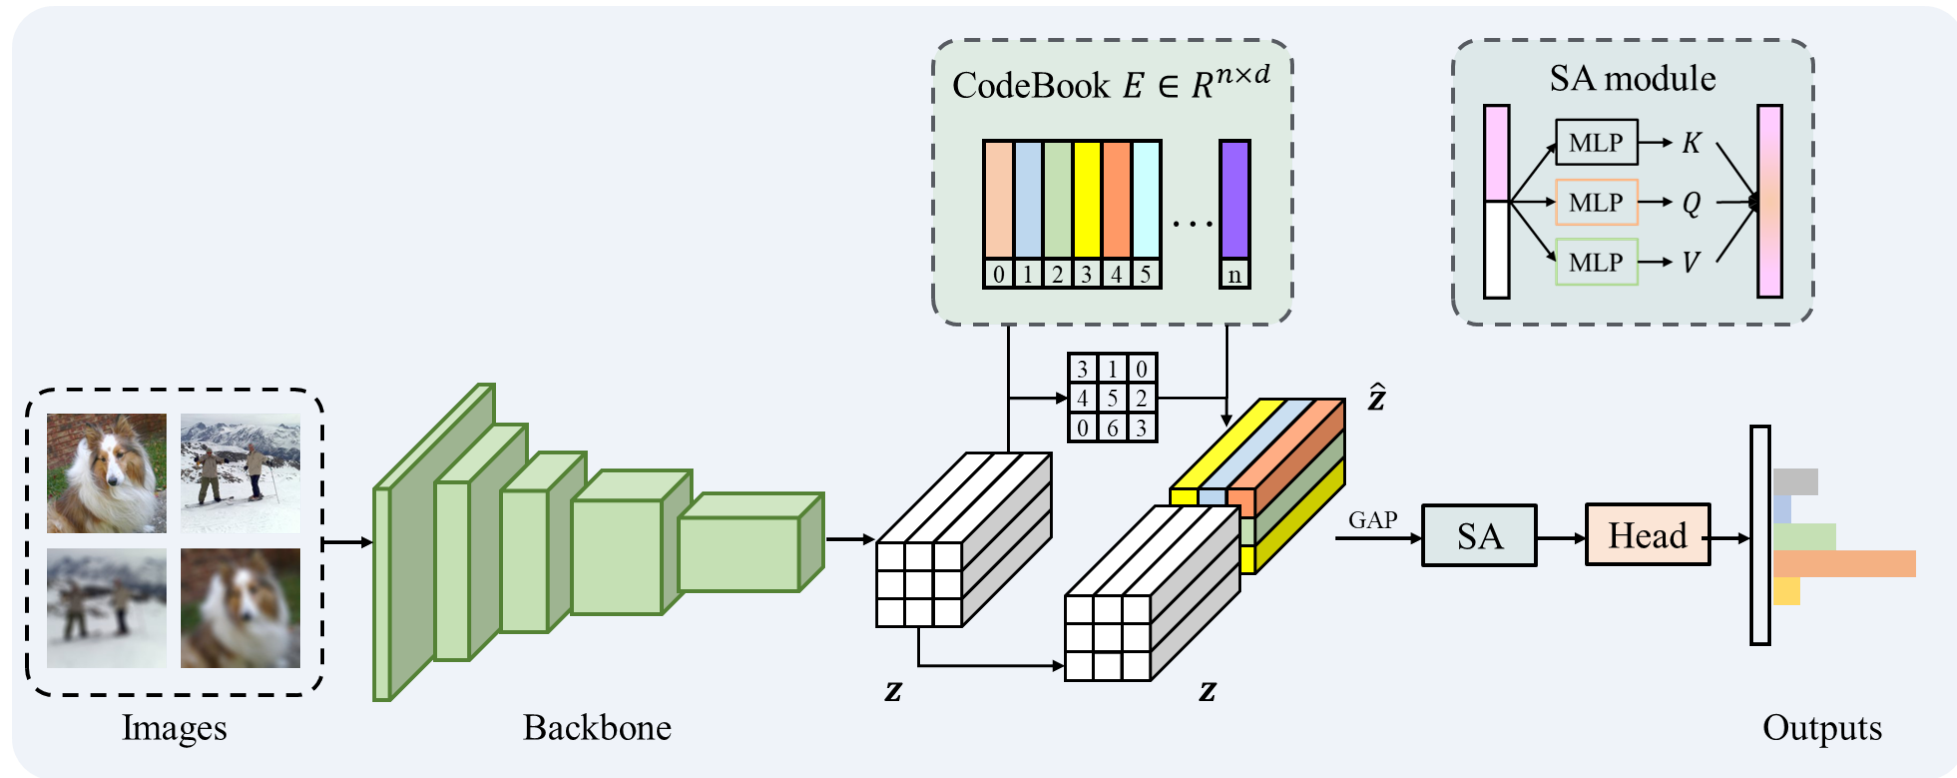 CodeBook E ∈ R^{n×d}
0 1 2 3 4 5 ... n
SA module
MLP K
MLP Q
MLP V
3 1 0
4 5 2
0 6 3
ẑ
GAP
SA
Head
z
z
Images
Backbone
Outputs